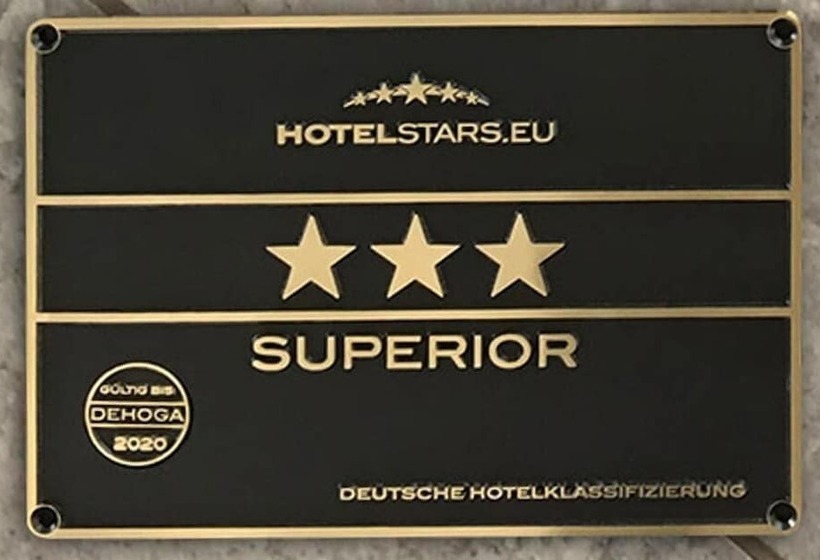 HOTELSTARS.EU
SUPERIOR
GÜLTIG BIS
DEHOGA
2020
DEUTSCHE HOTELKLASSIFIZIERUNG